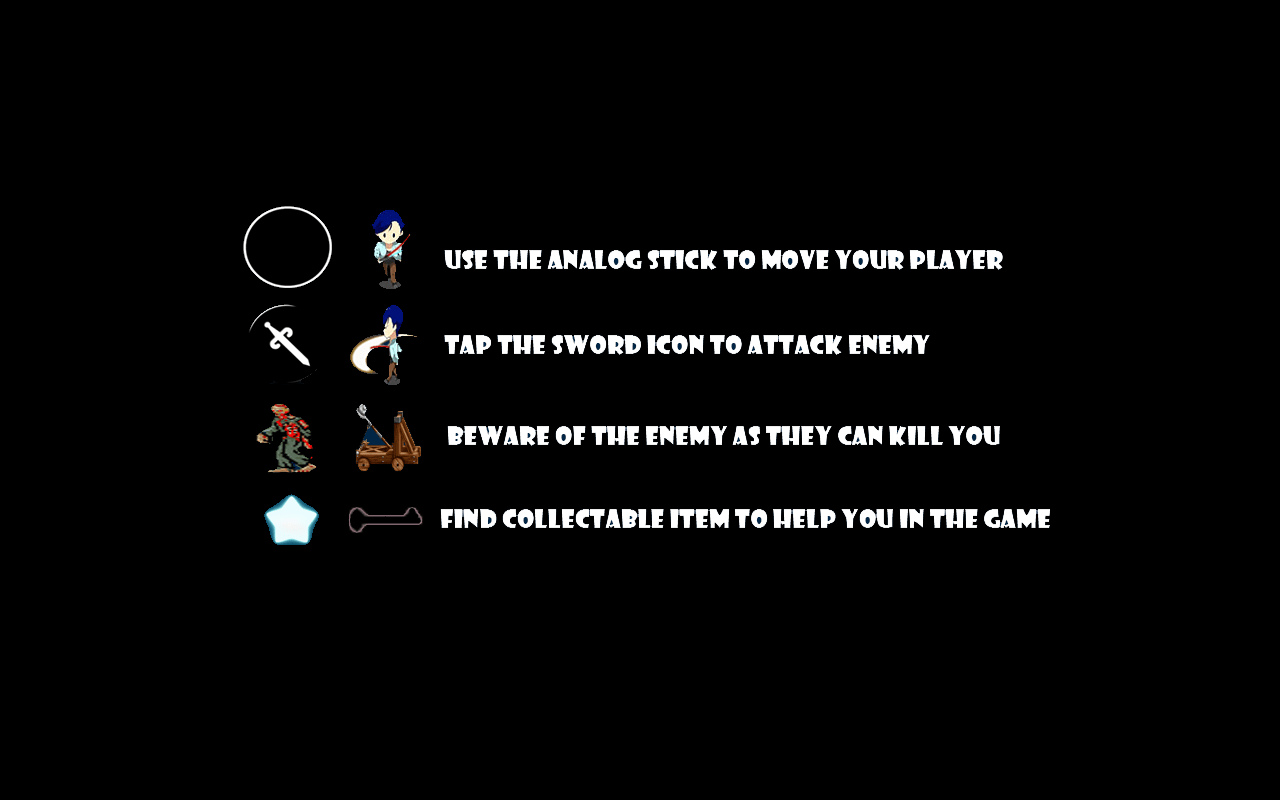 USE THE ANALOG STICK TO MOVE YOUR PLAYER
TAP THE SWORD ICON TO ATTACK ENEMY
BEWARE OF THE ENEMY AS THEY CAN KILL YOU
FIND COLLECTABLE ITEM TO HELP YOU IN THE GAME